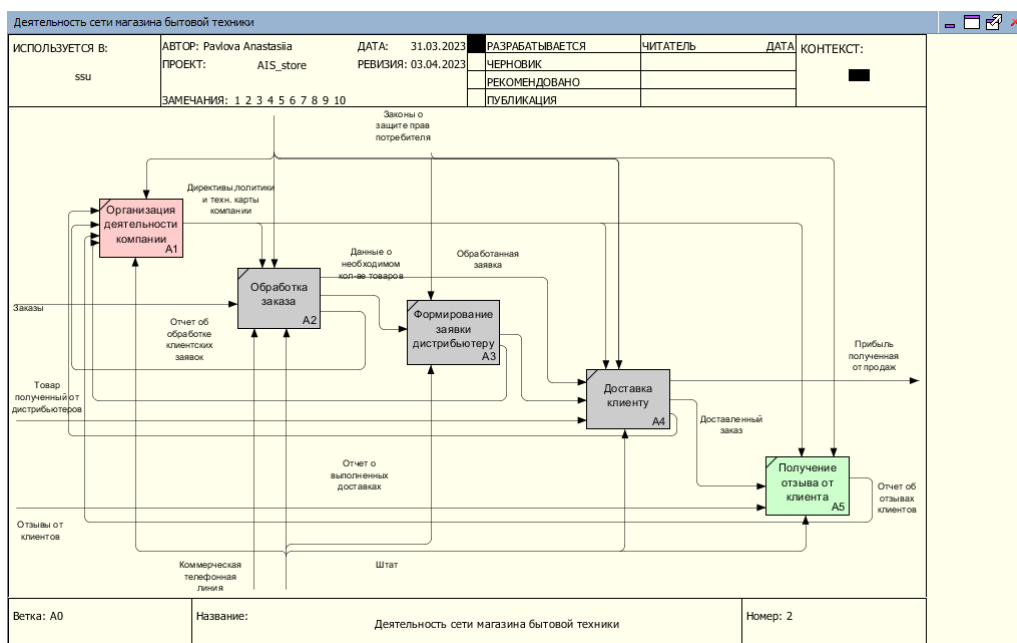 Деятельность сети магазина бытовой техники
ИСПОЛЬЗУЕТСЯ В:
ssu
АВТОР: Pavlova Anastasiia
ДАТА: 31.03.2023
ПРОЕКТ: AIS_store
РЕВИЗИЯ: 03.04.2023
ЗАМЕЧАНИЯ: 1 2 3 4 5 6 7 8 9 10
РАЗРАБАТЫВАЕТСЯ
ЧЕРНОВИК
РЕКОМЕНДОВАНО
ПУБЛИКАЦИЯ
ЧИТАТЕЛЬ
ДАТА
КОНТЕКСТ:
Законы о
защите прав
потребителя
Директивы,политики
и техн. карты
компании
Организация
деятельности
компании
A1
Данные о
необходимом
кол-ве товаров
Обработанная
заявка
Обработка
заказа
A2
Заказы
Формирование
заявки
дистрибьютеру
A3
Отчет об
обработке
клиентских
заявок
Прибыль
полученная
от продаж
Товар
полученный от
дистрибьютеров
Доставка
клиенту
A4
Доставленный
заказ
Отчет о
выполненных
доставках
Получение
отзыва от
клиента
A5
Отчет об
отзывах
клиентов
Отзывы от
клиентов
Коммерческая
телефонная
линия
Штат
Ветка: A0
Название:
Деятельность сети магазина бытовой техники
Номер: 2